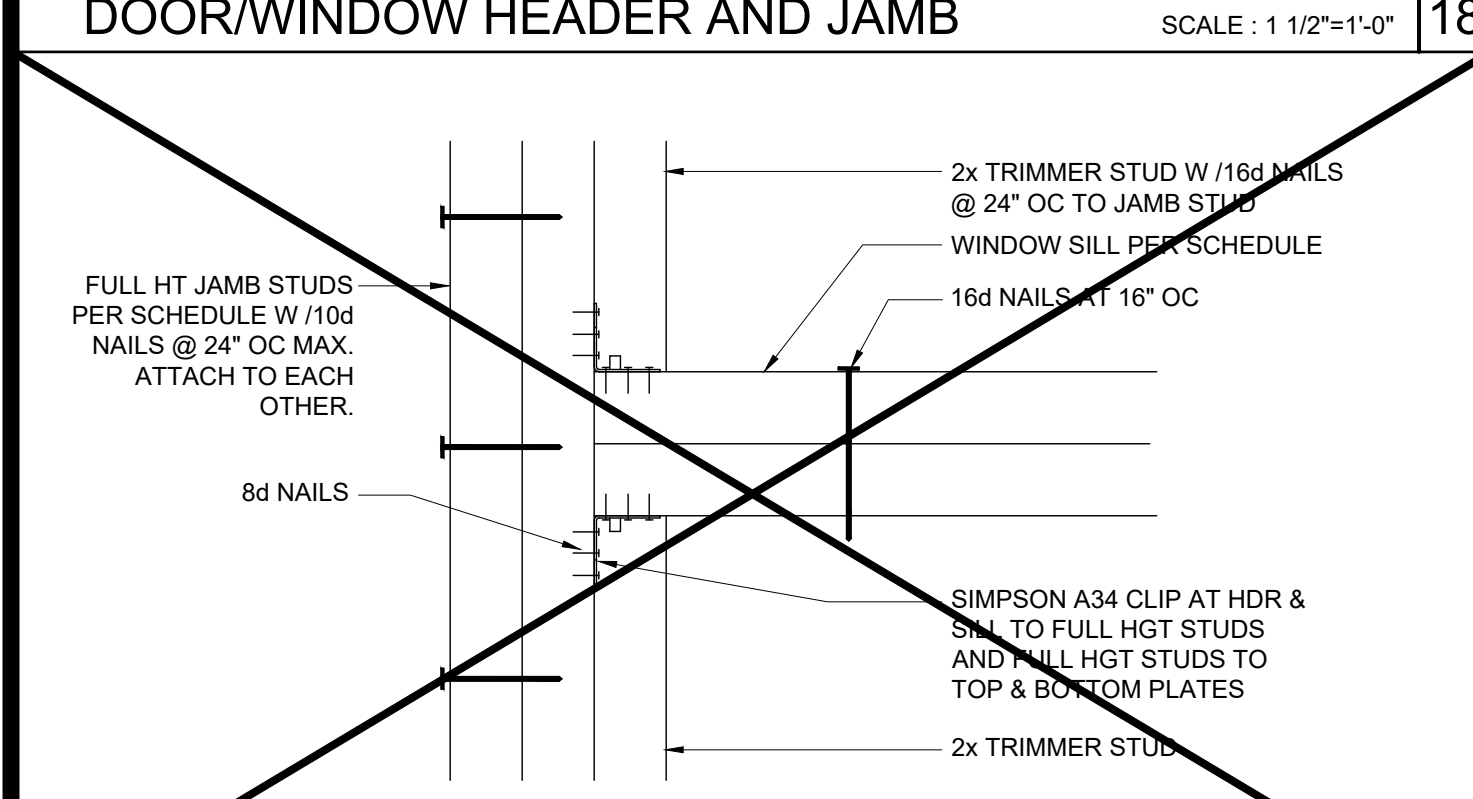 DOOR/WINDOW HEADER AND JAMB
SCALE : 1 1/2"=1'-0"
18
2x TRIMMER STUD W /16d NAILS
@ 24" OC TO JAMB STUD
WINDOW SILL PER SCHEDULE
16d NAILS AT 16" OC
FULL HT JAMB STUDS
PER SCHEDULE W /10d
NAILS @ 24" OC MAX.
ATTACH TO EACH
OTHER.
8d NAILS
SIMPSON A34 CLIP AT HDR &
SILL TO FULL HGT STUDS
AND FULL HGT STUDS TO
TOP & BOTTOM PLATES
2x TRIMMER STUD